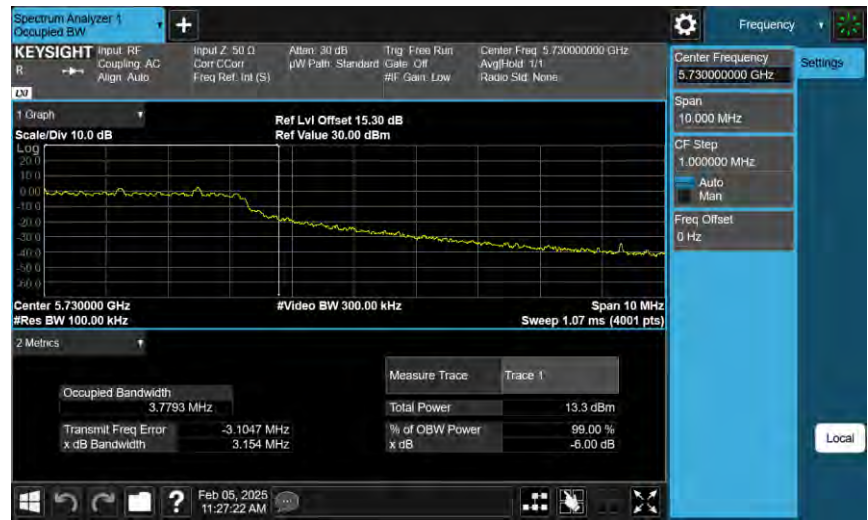 Spectrum Analyzer 1
Occupied BW
Frequency
KEYSIGHT Input: RF Input Z: 50 Ω Atten: 30 dB Trig: Free Run Center Freq: 5.730000000 GHz
R Coupling: AC Corr CCorr µW Path: Standard Gate: Off Avg|Hold: 1/1
Align: Auto Freq Ref: Int (S) #IF Gain: Low Radio Std: None
LXI
Center Frequency
5.730000000 GHz
Settings
Span
10.000 MHz
CF Step
1.000000 MHz
Auto
Man
Freq Offset
0 Hz
Local
1 Graph
Ref Lvl Offset 15.30 dB
Scale/Div 10.0 dB Ref Value 30.00 dBm
Log
20.0
10.0
0.00
-10.0
-20.0
-30.0
-40.0
-50.0
-60.0
Center 5.730000 GHz #Video BW 300.00 kHz Span 10 MHz
#Res BW 100.00 kHz Sweep 1.07 ms (4001 pts)
2 Metrics
Measure Trace Trace 1
Occupied Bandwidth
3.7793 MHz
Total Power 13.3 dBm
Transmit Freq Error -3.1047 MHz % of OBW Power 99.00 %
x dB Bandwidth 3.154 MHz x dB -6.00 dB
Feb 05, 2025
11:27:22 AM